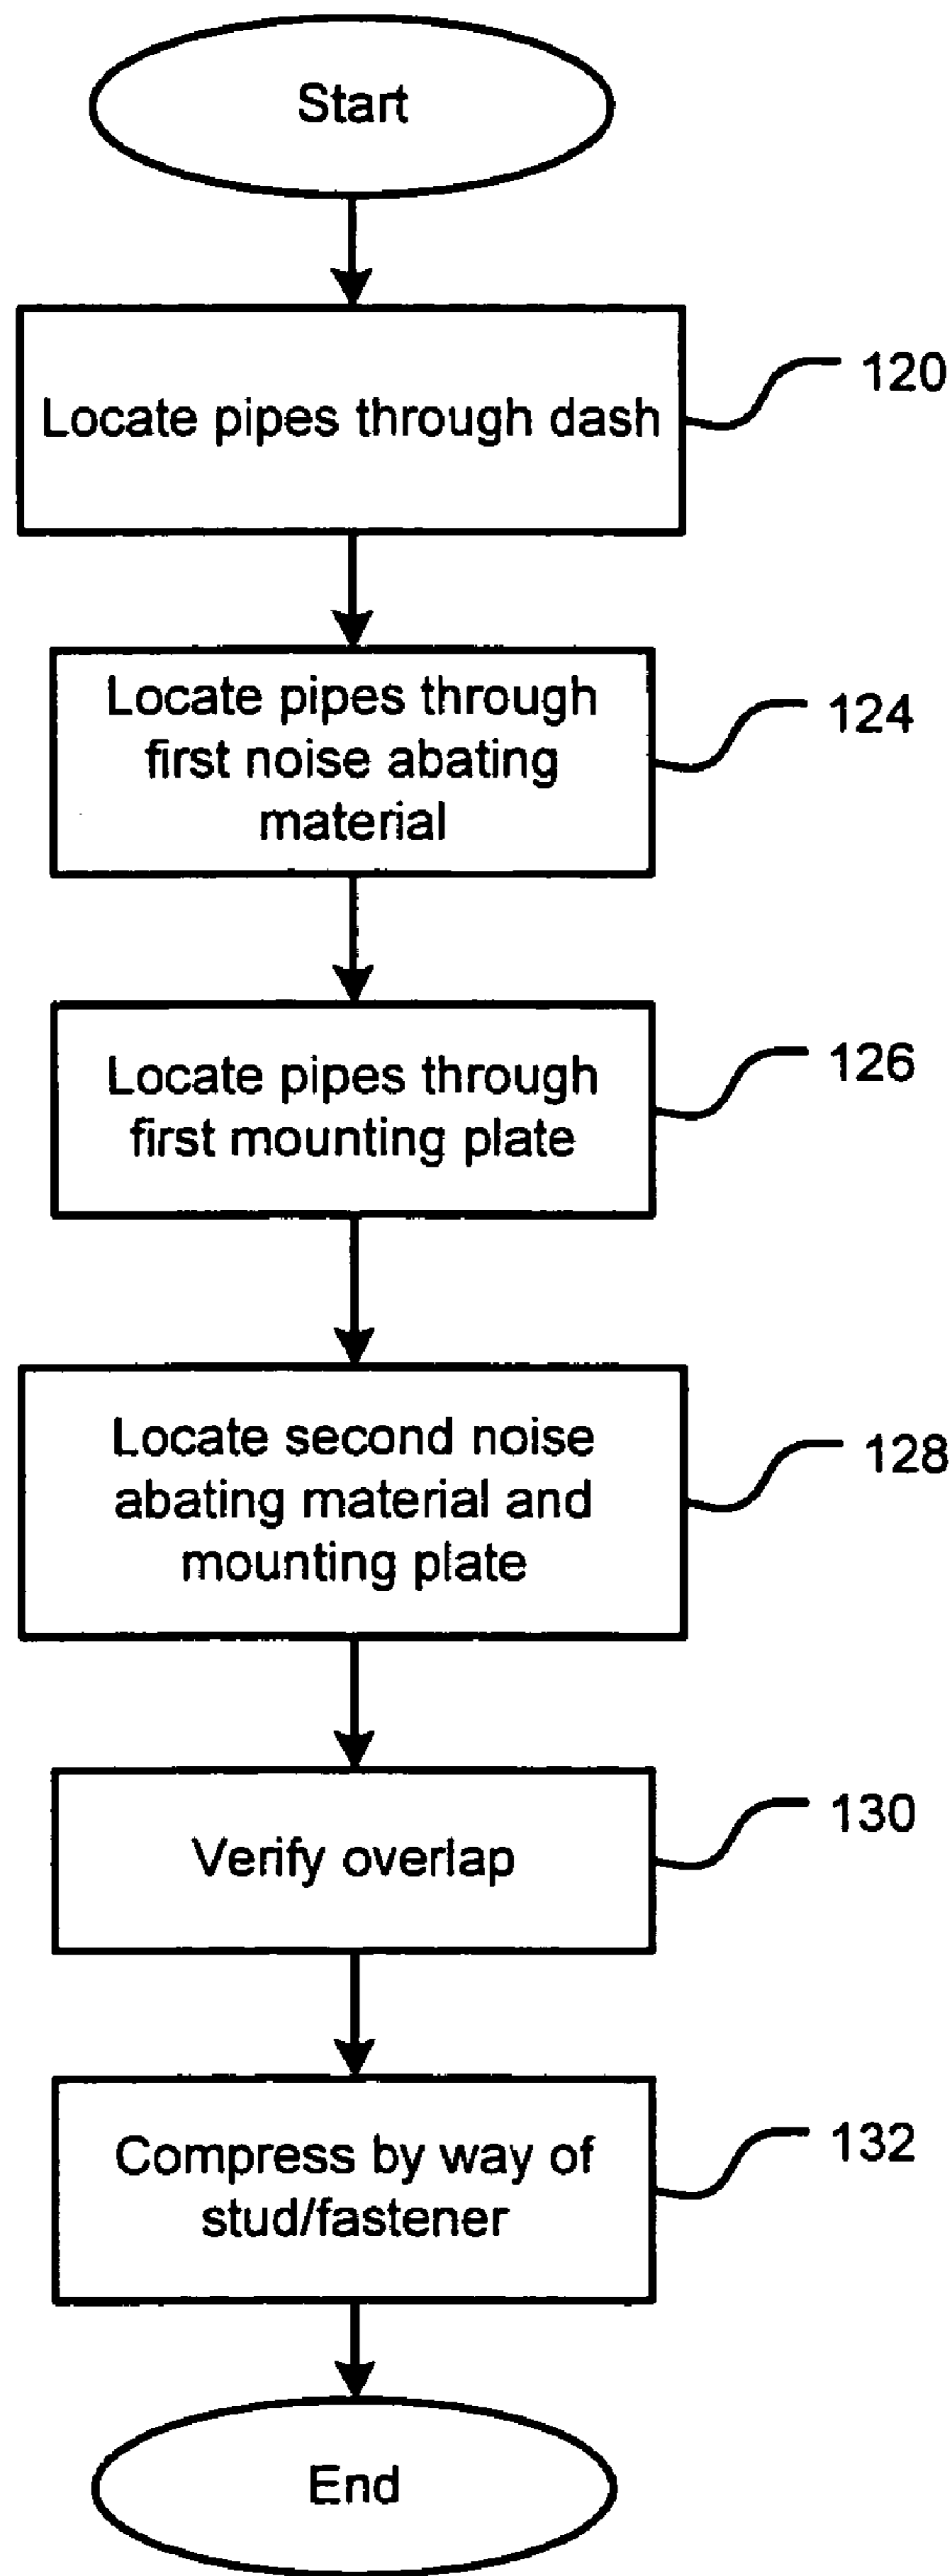 Start
Locate pipes through dash
120
Locate pipes through
first noise abating
material
124
Locate pipes through
first mounting plate
126
Locate second noise
abating material and
mounting plate
128
Verify overlap
130
Compress by way of
stud/fastener
132
End